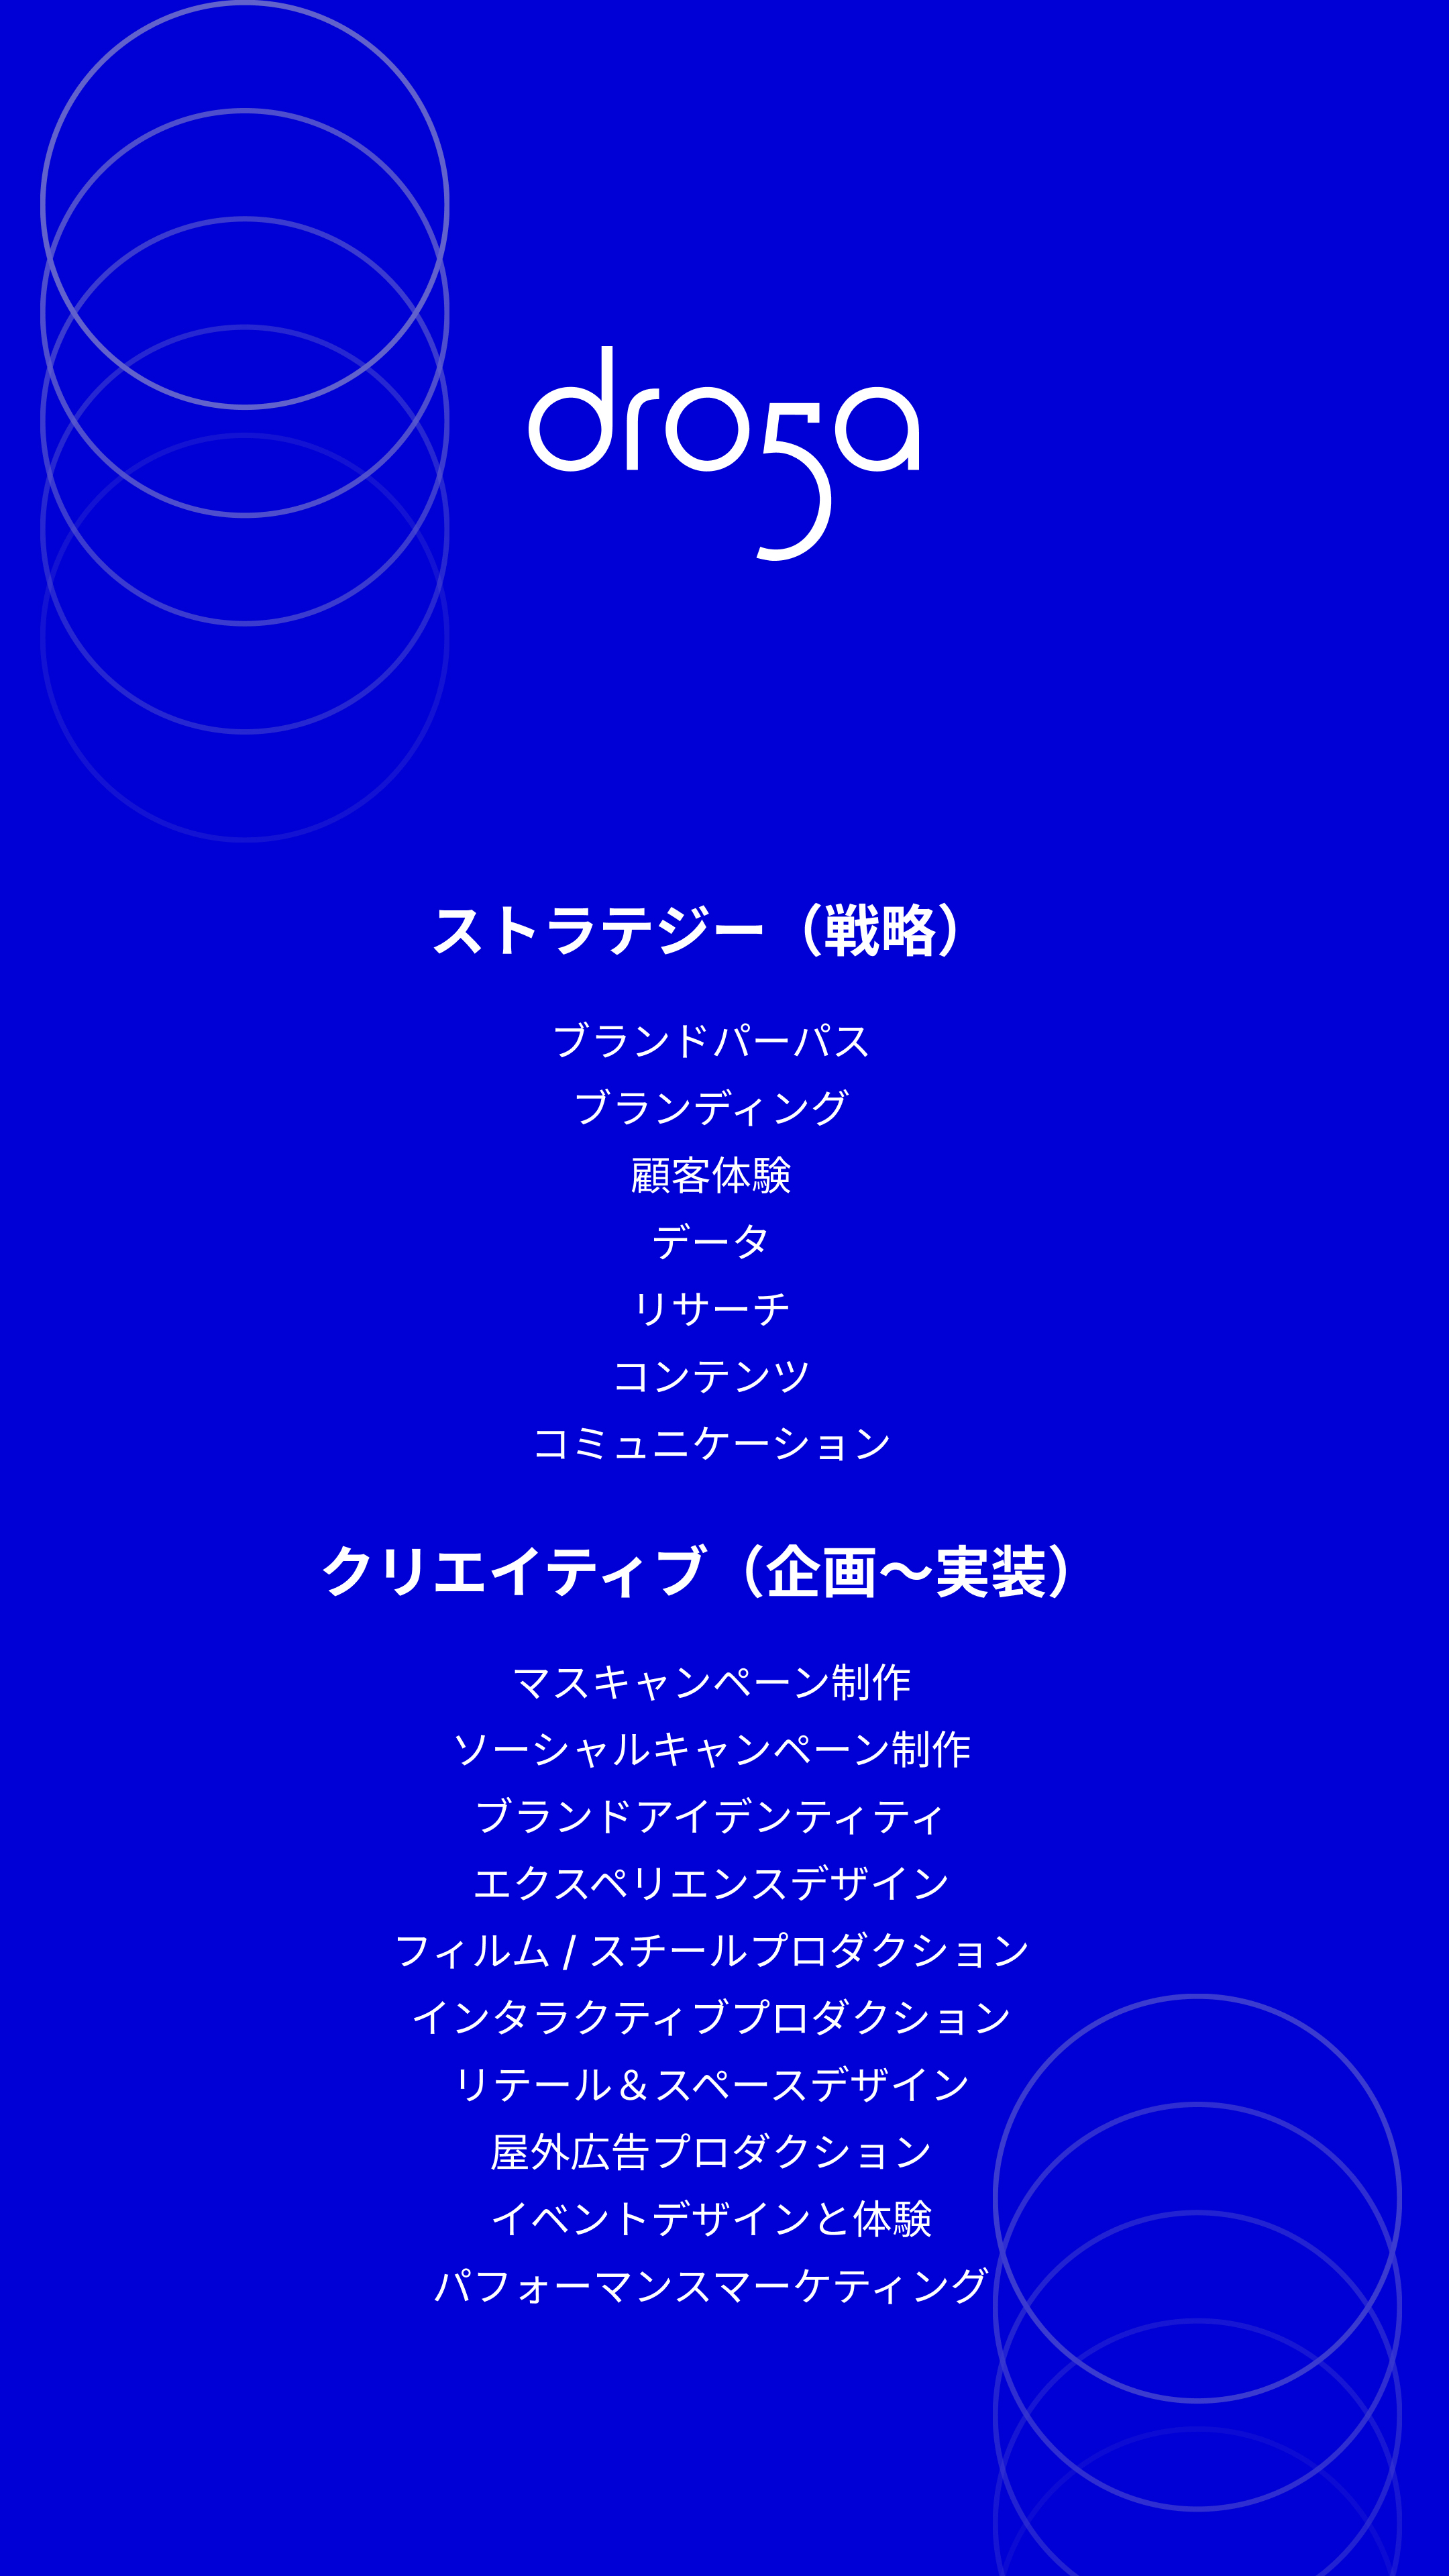 dro5a
ストラテジー（戦略）
ブランドパーパス
ブランディング
顧客体験
データ
リサーチ
コンテンツ
コミュニケーション
クリエイティブ（企画〜実装）
マスキャンペーン制作
ソーシャルキャンペーン制作
ブランドアイデンティティ
エクスペリエンスデザイン
フィルム / スチールプロダクション
インタラクティブプロダクション
リテール＆スペースデザイン
屋外広告プロダクション
イベントデザインと体験
パフォーマンスマーケティング